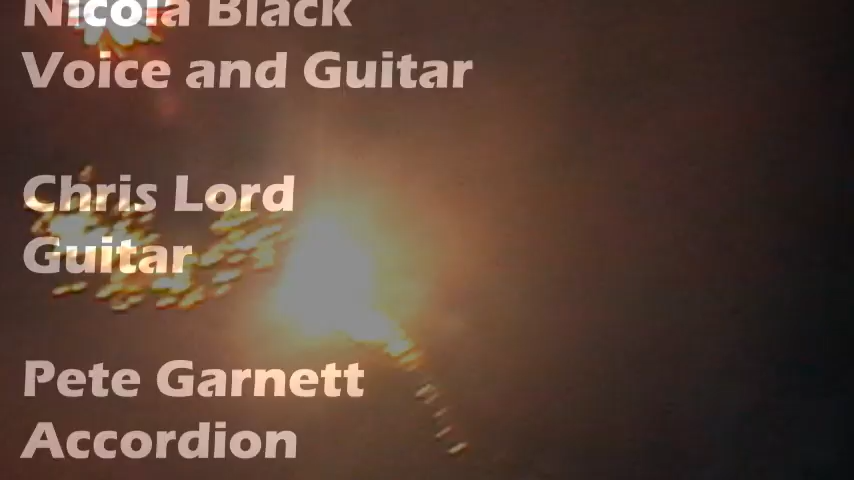 Nicola Black
Voice and Guitar
Chris Lord
Guitar
Pete Garnett
Accordion